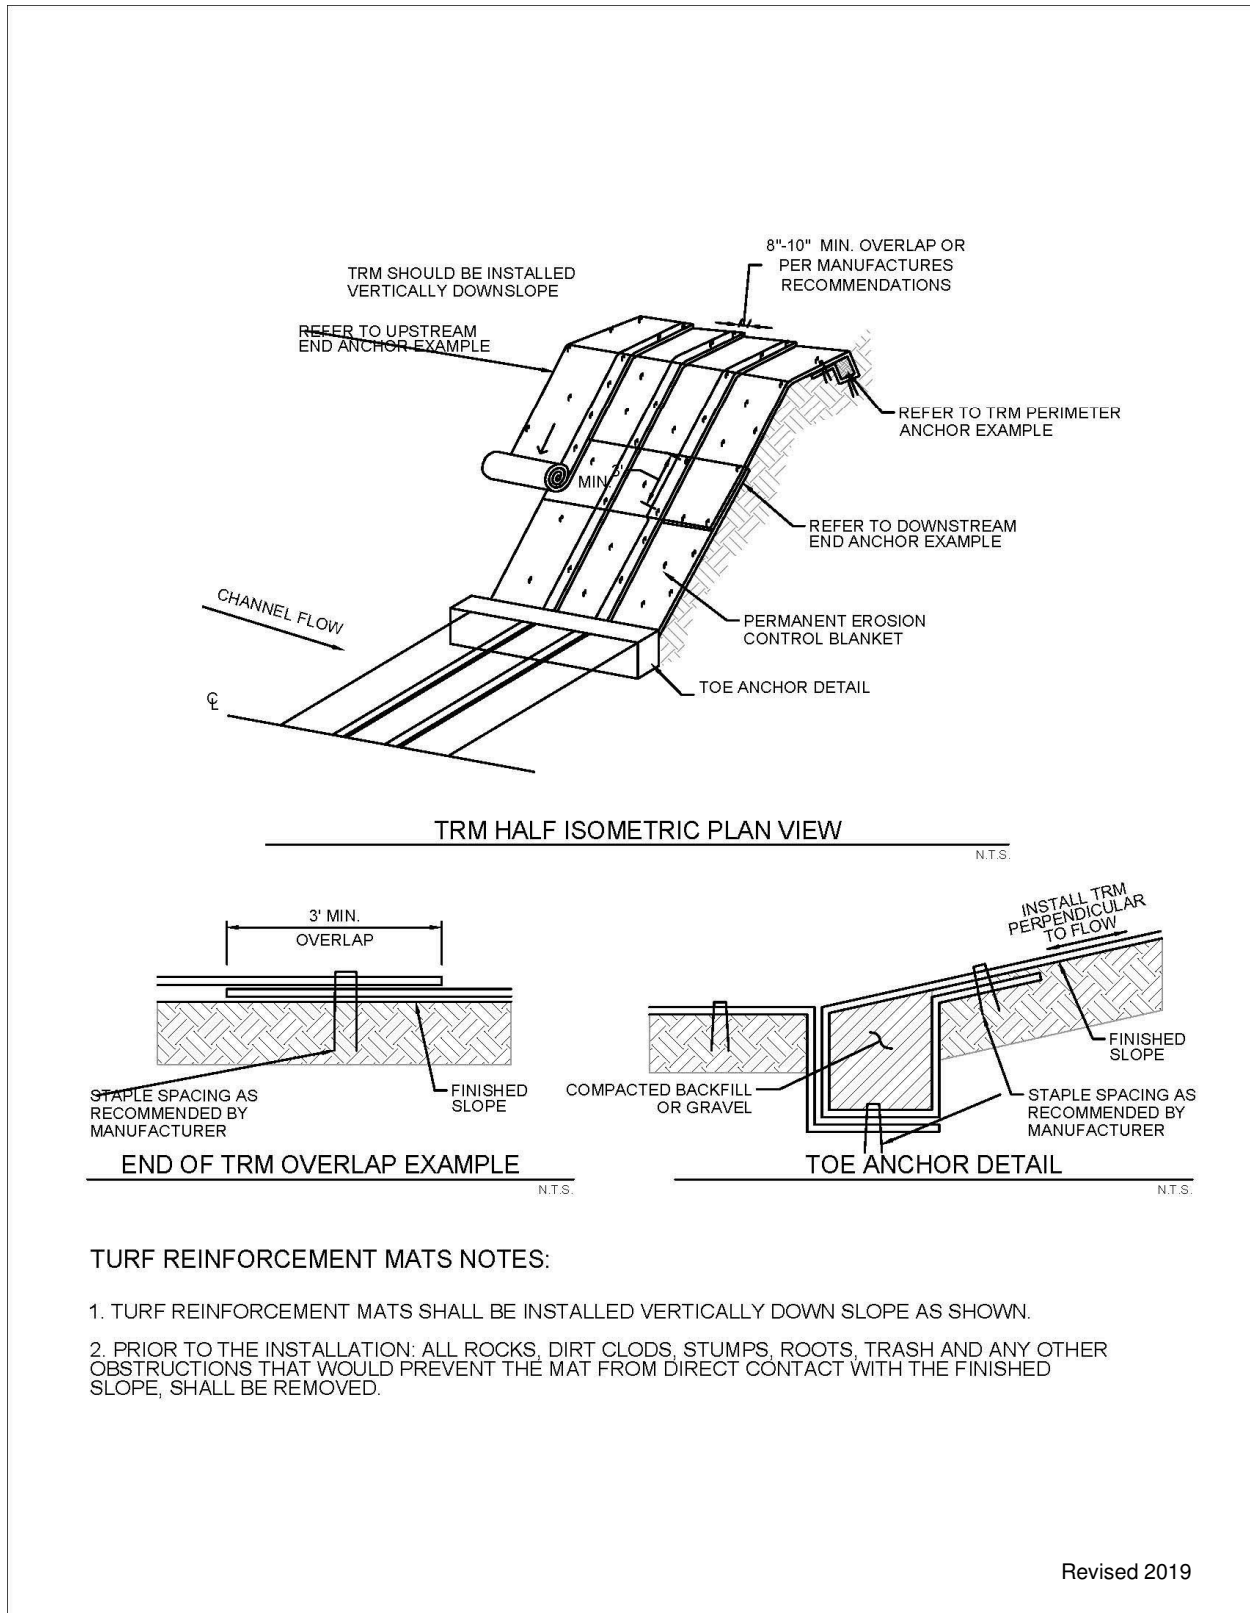 8"-10" MIN. OVERLAP OR
PER MANUFACTURES
RECOMMENDATIONS
TRM SHOULD BE INSTALLED
VERTICALLY DOWNSLOPE
REFER TO UPSTREAM
END ANCHOR EXAMPLE
REFER TO TRM PERIMETER
ANCHOR EXAMPLE
3'
MIN.
REFER TO DOWNSTREAM
END ANCHOR EXAMPLE
CHANNEL FLOW
PERMANENT EROSION
CONTROL BLANKET
TOE ANCHOR DETAIL
℄
TRM HALF ISOMETRIC PLAN VIEW
N.T.S.
3' MIN.
OVERLAP
STAPLE SPACING AS
RECOMMENDED BY
MANUFACTURER
FINISHED
SLOPE
END OF TRM OVERLAP EXAMPLE
N.T.S.
INSTALL TRM
PERPENDICULAR
TO FLOW
FINISHED
SLOPE
COMPACTED BACKFILL
OR GRAVEL
STAPLE SPACING AS
RECOMMENDED BY
MANUFACTURER
TOE ANCHOR DETAIL
N.T.S.
TURF REINFORCEMENT MATS NOTES:
1. TURF REINFORCEMENT MATS SHALL BE INSTALLED VERTICALLY DOWN SLOPE AS SHOWN.
2. PRIOR TO THE INSTALLATION: ALL ROCKS, DIRT CLODS, STUMPS, ROOTS, TRASH AND ANY OTHER
OBSTRUCTIONS THAT WOULD PREVENT THE MAT FROM DIRECT CONTACT WITH THE FINISHED
SLOPE, SHALL BE REMOVED.
Revised 2019